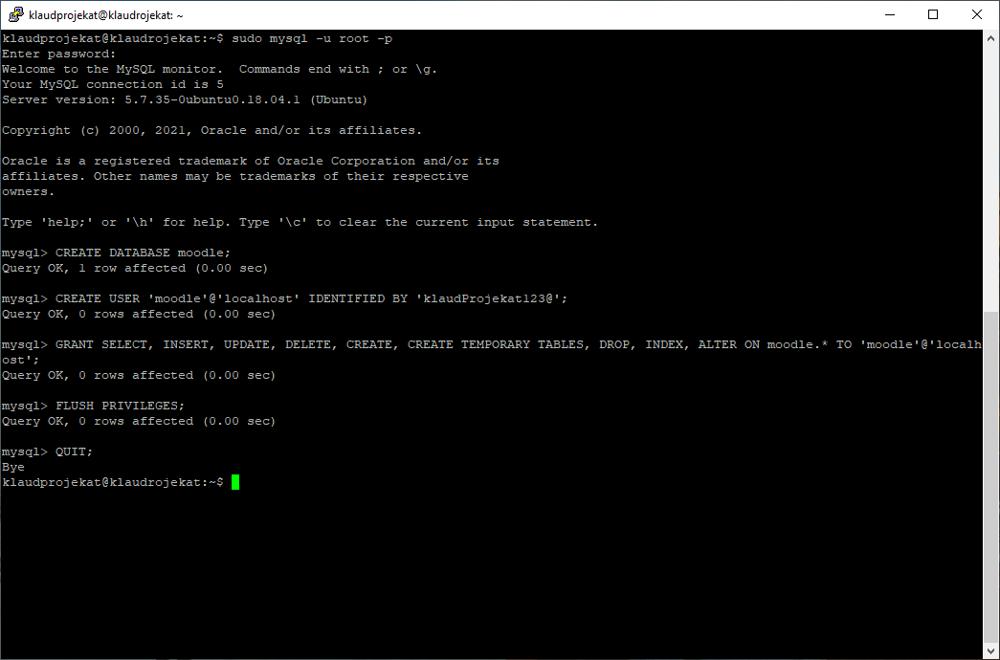 klaudprojekat@klaudrojekat: ~
klaudprojekat@klaudrojekat:~$ sudo mysql -u root -p
Enter password:
Welcome to the MySQL monitor.  Commands end with ; or \g.
Your MySQL connection id is 5
Server version: 5.7.35-0ubuntu0.18.04.1 (Ubuntu)
Copyright (c) 2000, 2021, Oracle and/or its affiliates.
Oracle is a registered trademark of Oracle Corporation and/or its
affiliates. Other names may be trademarks of their respective
owners.
Type 'help;' or '\h' for help. Type '\c' to clear the current input statement.
mysql> CREATE DATABASE moodle;
Query OK, 1 row affected (0.00 sec)
mysql> CREATE USER 'moodle'@'localhost' IDENTIFIED BY 'klaudProjekat123@';
Query OK, 0 rows affected (0.00 sec)
mysql> GRANT SELECT, INSERT, UPDATE, DELETE, CREATE, CREATE TEMPORARY TABLES, DROP, INDEX, ALTER ON moodle.* TO 'moodle'@'localh
ost';
Query OK, 0 rows affected (0.00 sec)
mysql> FLUSH PRIVILEGES;
Query OK, 0 rows affected (0.00 sec)
mysql> QUIT;
Bye
klaudprojekat@klaudrojekat:~$